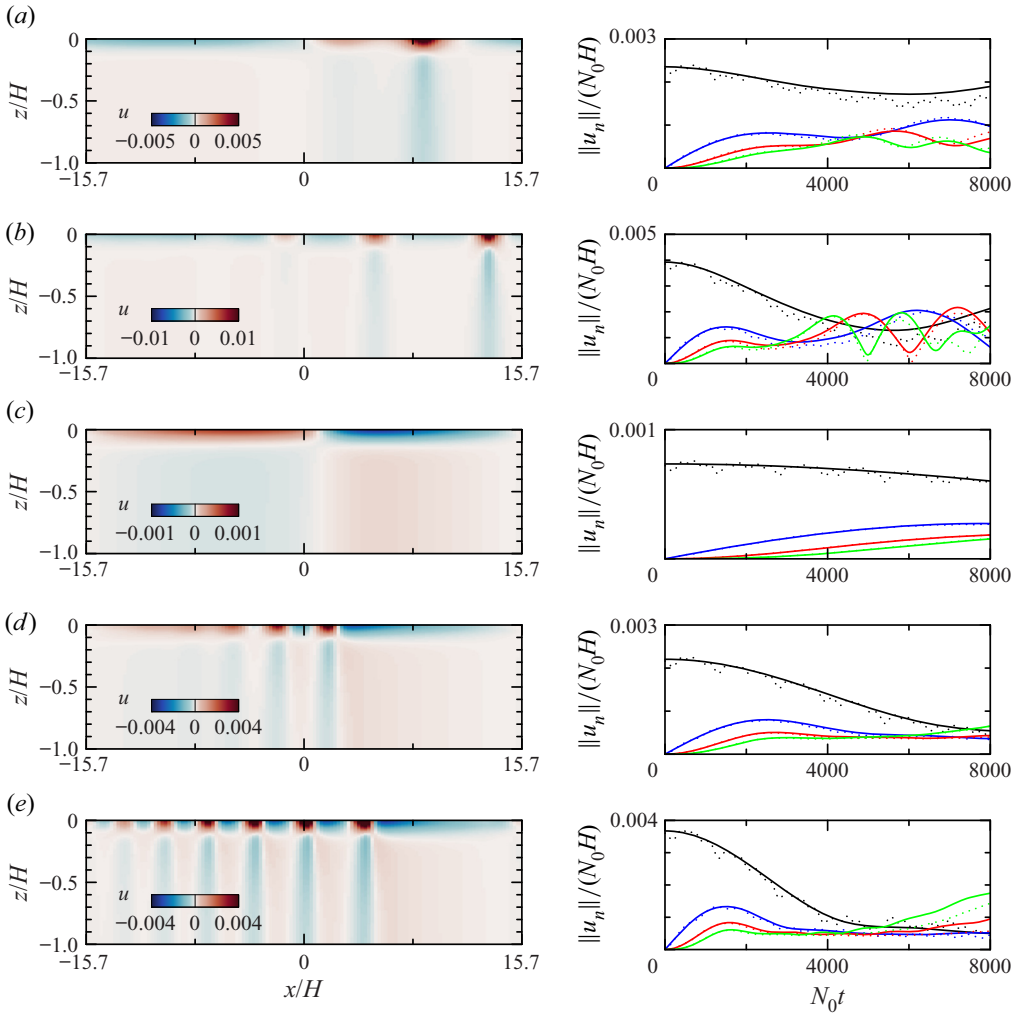 (a)
0
−0.5
−1.0
z/H
u
−0.005 0 0.005
−15.7 0 15.7
0.003
||u_n||/(N_0H)
0 4000 8000
(b)
0
−0.5
−1.0
z/H
u
−0.01 0 0.01
−15.7 0 15.7
0.005
||u_n||/(N_0H)
0 4000 8000
(c)
0
−0.5
−1.0
z/H
u
−0.001 0 0.001
−15.7 0 15.7
0.001
||u_n||/(N_0H)
0 4000 8000
(d)
0
−0.5
−1.0
z/H
u
−0.004 0 0.004
−15.7 0 15.7
0.003
||u_n||/(N_0H)
0 4000 8000
(e)
0
−0.5
−1.0
z/H
u
−0.004 0 0.004
−15.7 0 15.7
x/H
0.004
||u_n||/(N_0H)
0 4000 8000
N_0t